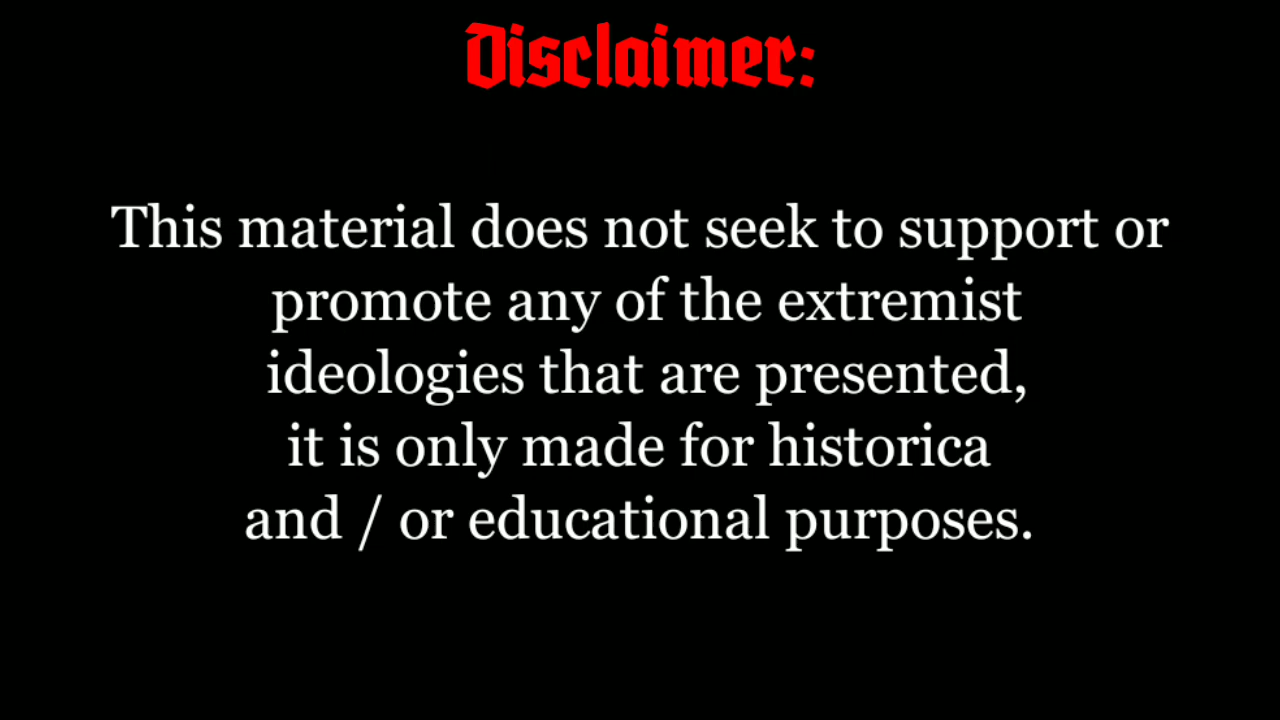 Disclaimer:
This material does not seek to support or
promote any of the extremist
ideologies that are presented,
it is only made for historica
and / or educational purposes.